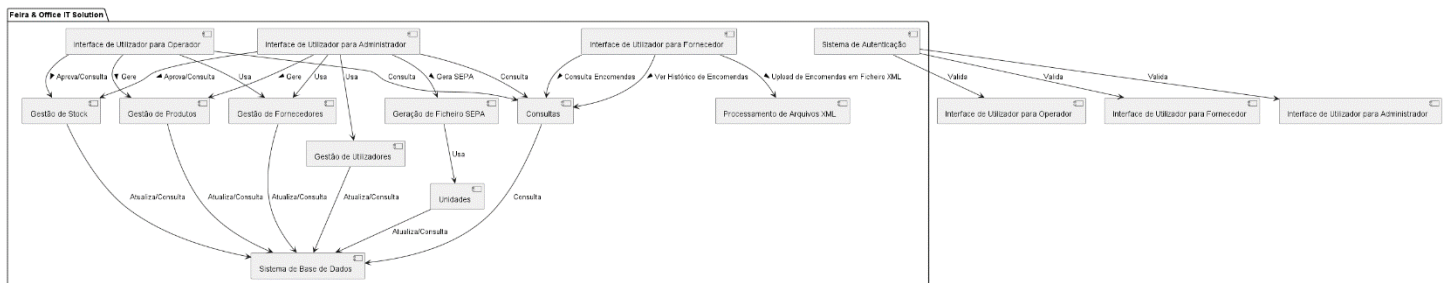 Feira & Office IT Solution
Interface de Utilizador para Operador
Interface de Utilizador para Administrador
Interface de Utilizador para Fornecedor
Sistema de Autenticação
Aprova/Consulta
Gere
Aprova/Consulta
Usa
Gere
Usa
Usa
Consulta
Gera SEPA
Consulta
Consulta Encomendas
Ver Histórico de Encomendas
Upload de Encomendas em Ficheiro XML
Valida
Valida
Valida
Gestão de Stock
Gestão de Produtos
Gestão de Fornecedores
Geração de Ficheiro SEPA
Consultas
Processamento de Arquivos XML
Interface de Utilizador para Operador
Interface de Utilizador para Fornecedor
Interface de Utilizador para Administrador
Gestão de Utilizadores
Usa
Atualiza/Consulta
Atualiza/Consulta
Atualiza/Consulta
Atualiza/Consulta
Unidades
Consulta
Atualiza/Consulta
Sistema de Base de Dados